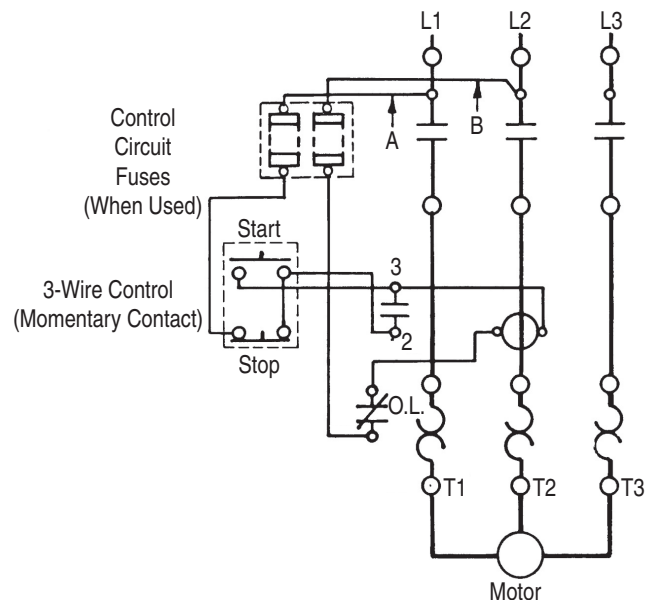 L1 L2 L3
A
B
Control
Circuit
Fuses
(When Used)
Start
3-Wire Control
(Momentary Contact)
Stop
3
2
O.L.
T1 T2 T3
Motor